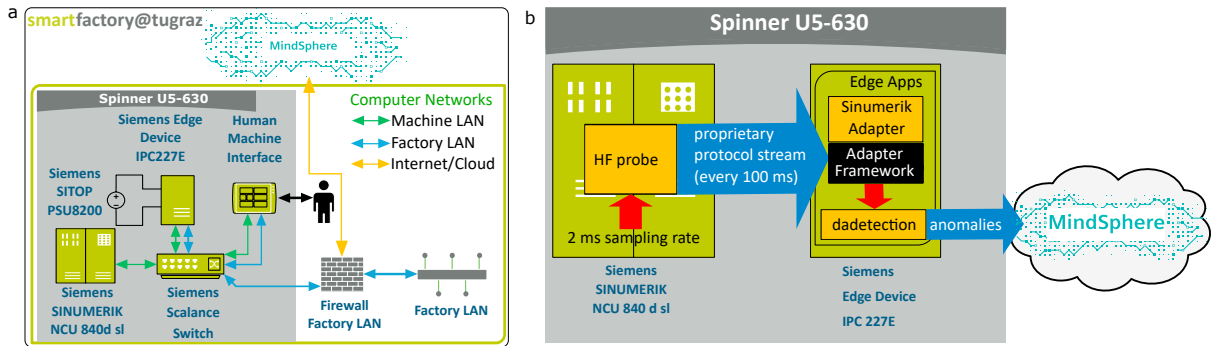 a
smartfactory@tugraz
MindSphere
Spinner U5-630
Siemens Edge
Device
IPC227E
Human
Machine
Interface
Computer Networks
Machine LAN
Factory LAN
Internet/Cloud
Siemens
SITOP
PSU8200
Siemens
SINUMERIK
NCU 840d sl
Siemens
Scalance
Switch
Firewall
Factory LAN
Factory LAN
b
Spinner U5-630
HF probe
2 ms sampling rate
proprietary
protocol stream
(every 100 ms)
Edge Apps
Sinumerik
Adapter
Adapter
Framework
dadetection
anomalies
MindSphere
Siemens
SINUMERIK
NCU 840 d sl
Siemens
Edge Device
IPC 227E